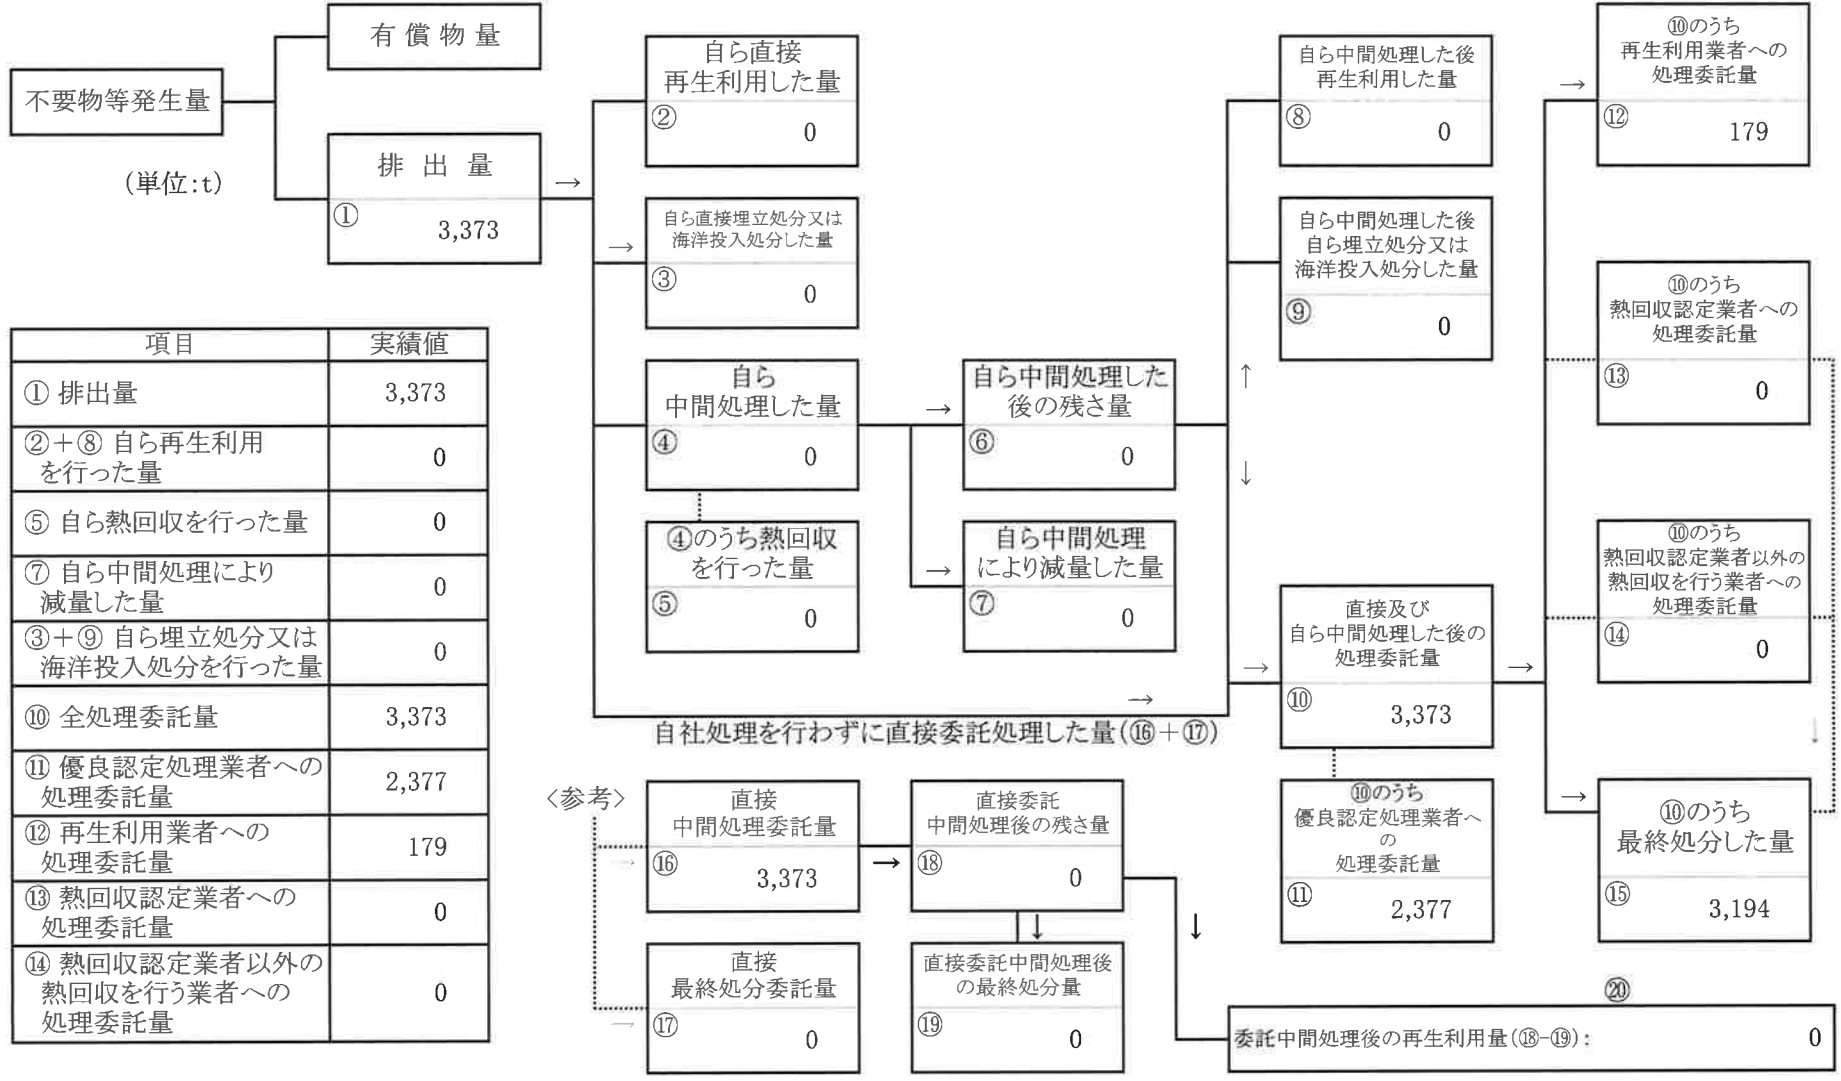 有償物量
不要物等発生量
(単位:t)
排出量
①
3,373
→
自ら直接
再生利用した量
②
0
→
自ら直接埋立処分又は
海洋投入処分した量
③
0
自ら
中間処理した量
④
0
④のうち熱回収
を行った量
⑤
0
→
自ら中間処理した
後の残さ量
⑥
0
→
自ら中間処理
により減量した量
⑦
0
→
自社処理を行わずに直接委託処理した量(⑯+⑰)
自ら中間処理した後
再生利用した量
⑧
0
自ら中間処理した後
自ら埋立処分又は
海洋投入処分した量
⑨
0
↑
↓
→
直接及び
自ら中間処理した後の
処理委託量
⑩
3,373
→
⑩のうち
優良認定処理業者へ
の
処理委託量
⑪
2,377
→
⑩のうち
再生利用業者への
処理委託量
⑫
179
⑩のうち
熱回収認定業者への
処理委託量
⑬
0
⑩のうち
熱回収認定業者以外の
熱回収を行う業者への
処理委託量
⑭
0
↓
→
⑩のうち
最終処分した量
⑮
3,194
項目 実績値
① 排出量 3,373
②+⑧ 自ら再生利用
を行った量 0
⑤ 自ら熱回収を行った量 0
⑦ 自ら中間処理により
減量した量 0
③+⑨ 自ら埋立処分又は
海洋投入処分を行った量 0
⑩ 全処理委託量 3,373
⑪ 優良認定処理業者への
処理委託量 2,377
⑫ 再生利用業者への
処理委託量 179
⑬ 熱回収認定業者への
処理委託量 0
⑭ 熱回収認定業者以外の
熱回収を行う業者への
処理委託量 0
〈参考〉
→
直接
中間処理委託量
⑯
3,373
→
直接委託
中間処理後の残さ量
⑱
0
↓
↓
→
直接
最終処分委託量
⑰
0
直接委託中間処理後
の最終処分量
⑲
0
⑳
委託中間処理後の再生利用量(⑱-⑲): 0